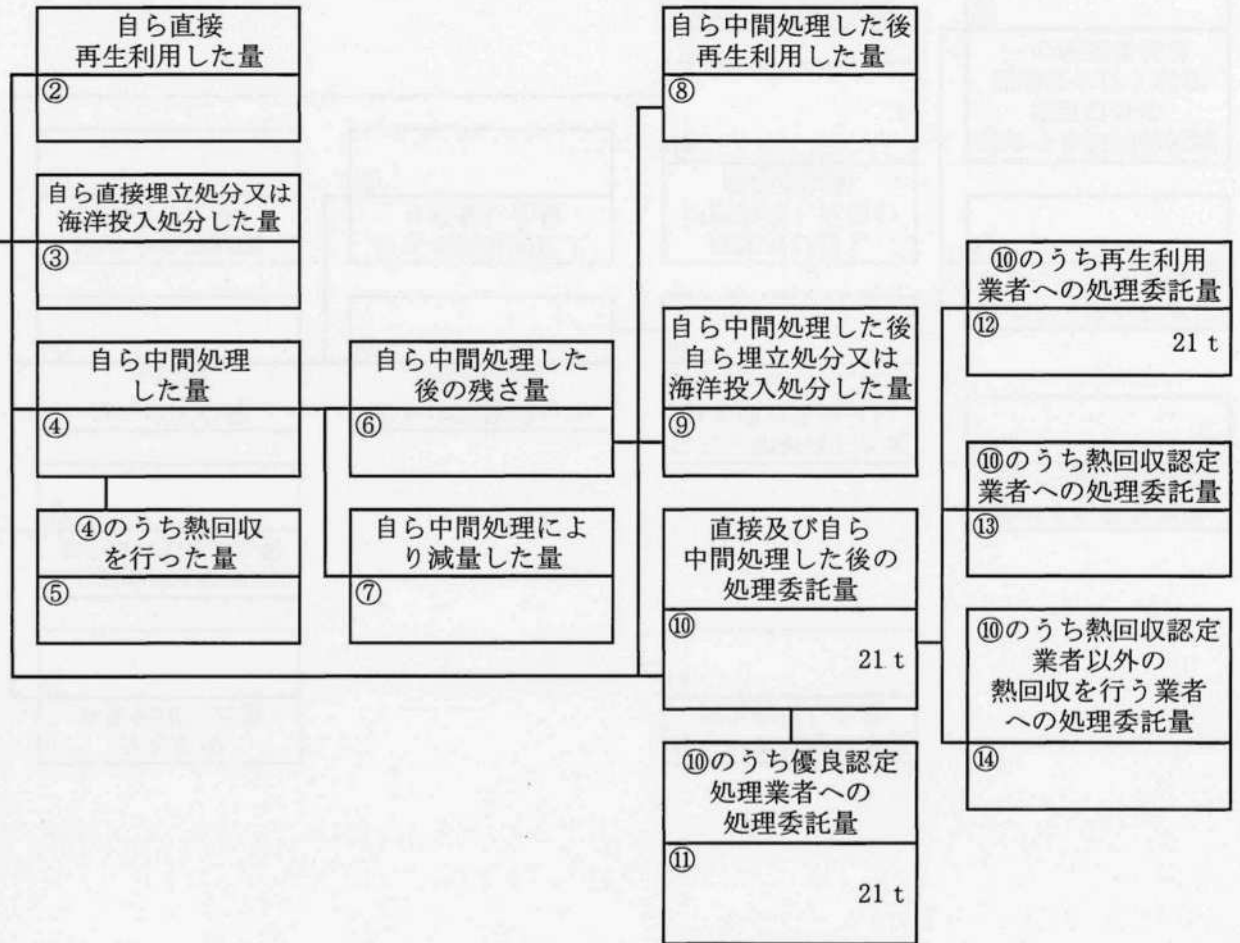 自ら直接
再生利用した量
②
自ら直接埋立処分又は
海洋投入処分した量
③
自ら中間処理
した量
④
④のうち熱回収
を行った量
⑤
自ら中間処理した
後の残さ量
⑥
自ら中間処理によ
り減量した量
⑦
自ら中間処理した後
再生利用した量
⑧
自ら中間処理した後
自ら埋立処分又は
海洋投入処分した量
⑨
直接及び自ら
中間処理した後の
処理委託量
⑩
21 t
⑩のうち優良認定
処理業者への
処理委託量
⑪
21 t
⑩のうち再生利用
業者への処理委託量
⑫
21 t
⑩のうち熱回収認定
業者への処理委託量
⑬
⑩のうち熱回収認定
業者以外の
熱回収を行う業者
への処理委託量
⑭